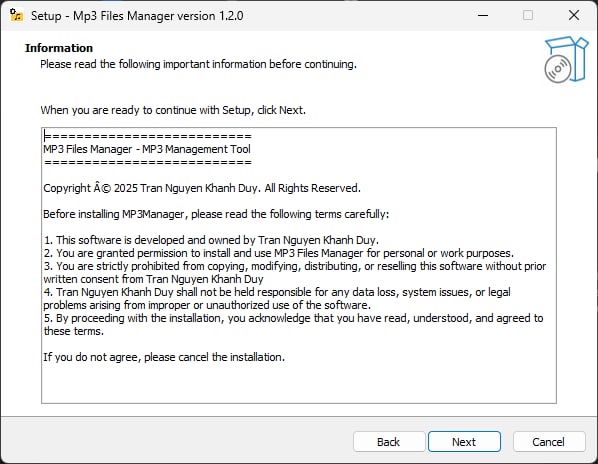 Setup - Mp3 Files Manager version 1.2.0
Information
Please read the following important information before continuing.
When you are ready to continue with Setup, click Next.
==========================
MP3 Files Manager - MP3 Management Tool
==========================
Copyright Â© 2025 Tran Nguyen Khanh Duy. All Rights Reserved.
Before installing MP3Manager, please read the following terms carefully:
1. This software is developed and owned by Tran Nguyen Khanh Duy.
2. You are granted permission to install and use MP3 Files Manager for personal or work purposes.
3. You are strictly prohibited from copying, modifying, distributing, or reselling this software without prior
written consent from Tran Nguyen Khanh Duy
4. Tran Nguyen Khanh Duy shall not be held responsible for any data loss, system issues, or legal
problems arising from improper or unauthorized use of the software.
5. By proceeding with the installation, you acknowledge that you have read, understood, and agreed to
these terms.
If you do not agree, please cancel the installation.
Back
Next
Cancel